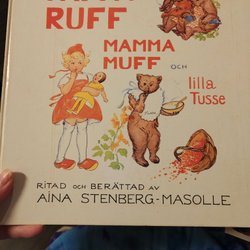 RUFF
MAMMA
MUFF OCH
lilla
Tusse
RITAD OCH BERÄTTAD AV
AINA STENBERG-MASOLLE